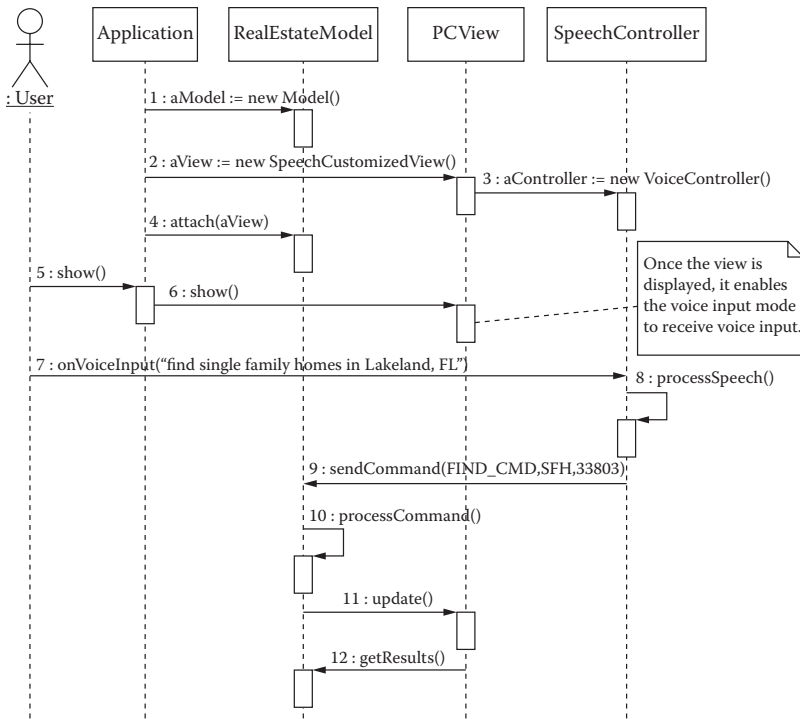 Application
RealEstateModel
PCView
SpeechController
: User
1 : aModel := new Model()
2 : aView := new SpeechCustomizedView()
3 : aController := new VoiceController()
4 : attach(aView)
5 : show()
6 : show()
Once the view is
displayed, it enables
the voice input mode
to receive voice input.
7 : onVoiceInput(“find single family homes in Lakeland, FL”)
8 : processSpeech()
9 : sendCommand(FIND_CMD,SFH,33803)
10 : processCommand()
11 : update()
12 : getResults()